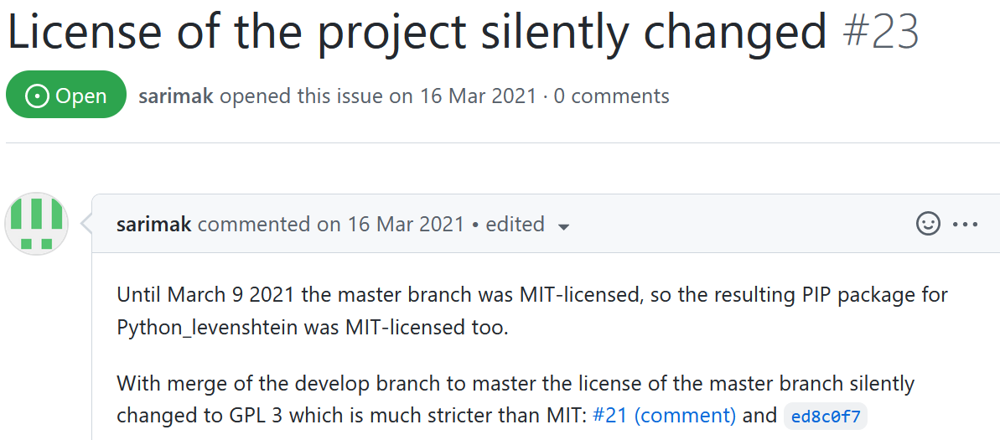 License of the project silently changed #23
Open sarimak opened this issue on 16 Mar 2021 · 0 comments
sarimak commented on 16 Mar 2021 • edited
Until March 9 2021 the master branch was MIT-licensed, so the resulting PIP package for
Python_levenshtein was MIT-licensed too.
With merge of the develop branch to master the license of the master branch silently
changed to GPL 3 which is much stricter than MIT: #21 (comment) and ed8c0f7